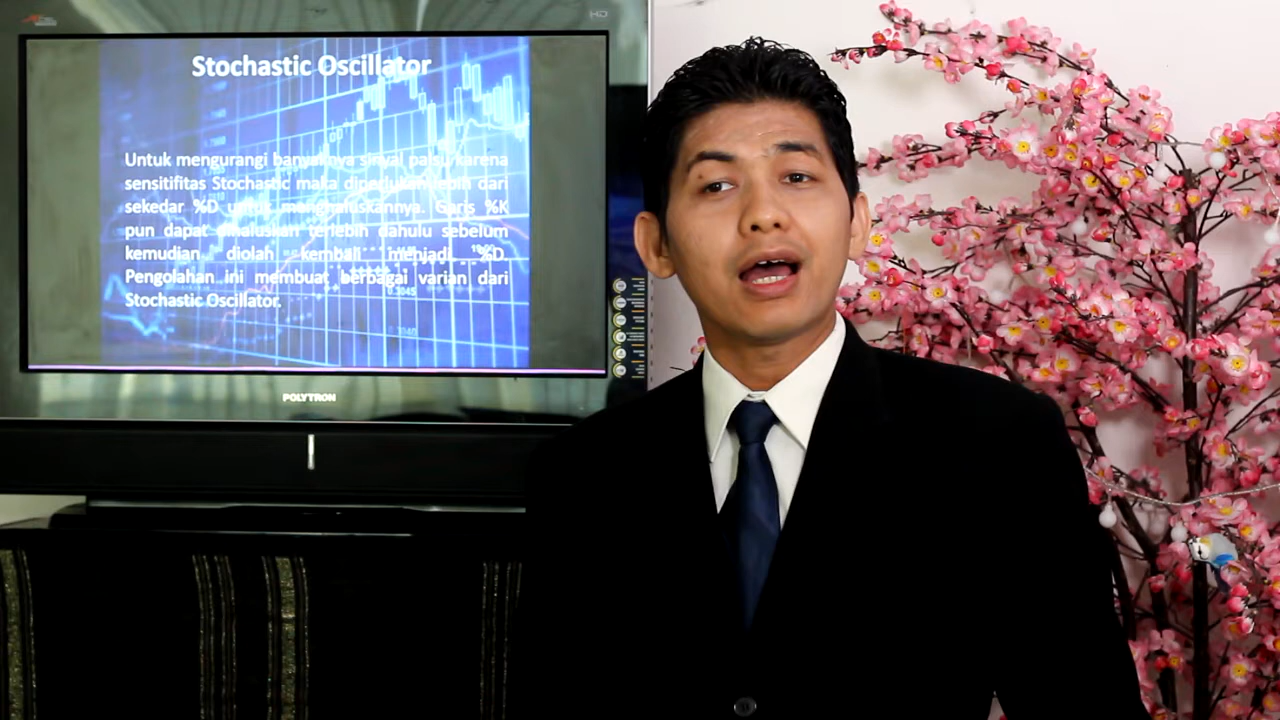 HD
Stochastic Oscillator
Untuk mengurangi banyaknya sinyal palsu karena
sensitifitas Stochastic maka diperlukan lebih dari
sekedar %D untuk menghaluskannya. Garis %K
pun dapat dihaluskan terlebih dahulu sebelum
kemudian diolah kembali menjadi %D.
Pengolahan ini membuat berbagai varian dari
Stochastic Oscillator.
POLYTRON